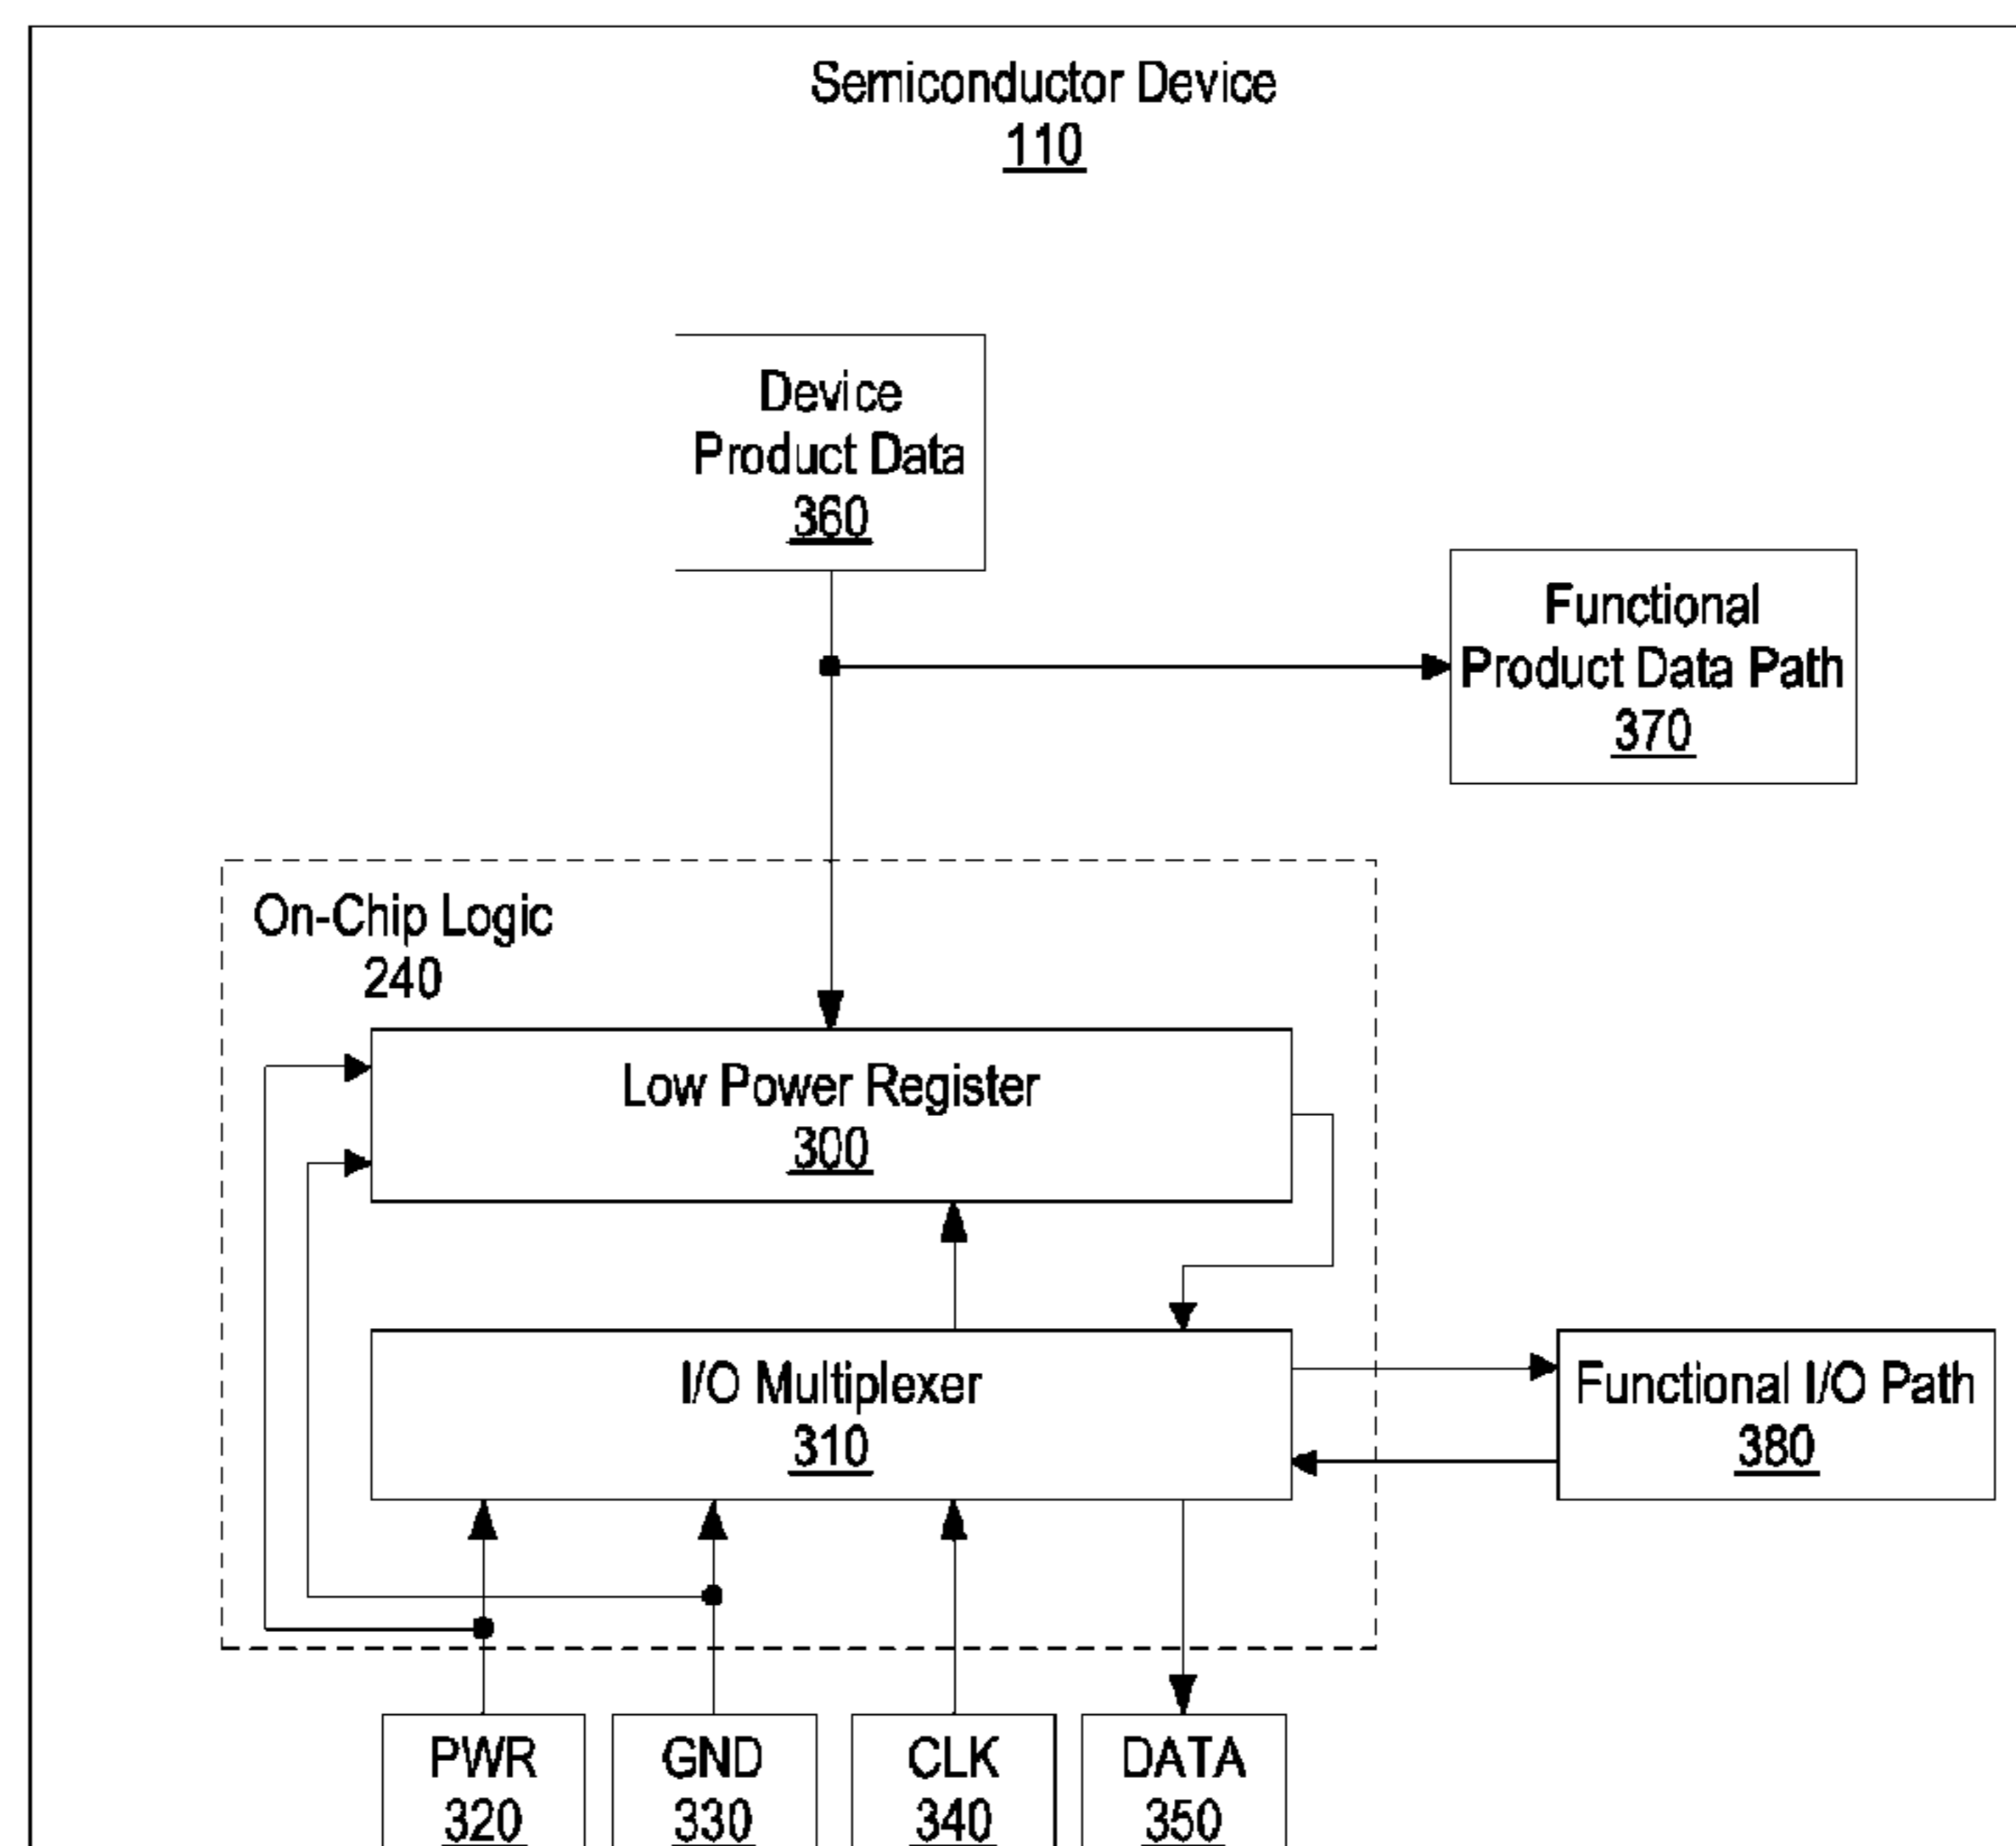 Semiconductor Device
110
Device
Product Data
360
Functional
Product Data Path
370
On-Chip Logic
240
Low Power Register
300
I/O Multiplexer
310
Functional I/O Path
380
PWR
320
GND
330
CLK
340
DATA
350